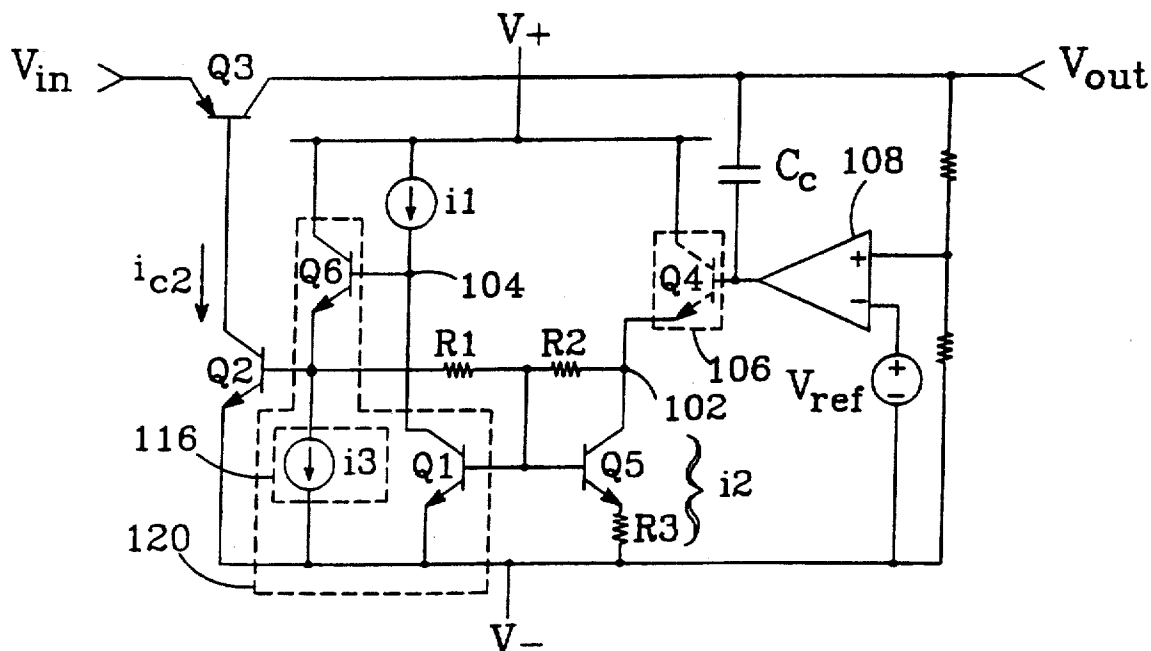 V+
Vin
Q3
Vout
108
Cc
i1
Q6
104
Q4
+
−
ic2
R1
R2
106
Q2
102
Vref
+
−
116
i3
Q1
Q5
i2
R3
120
V−